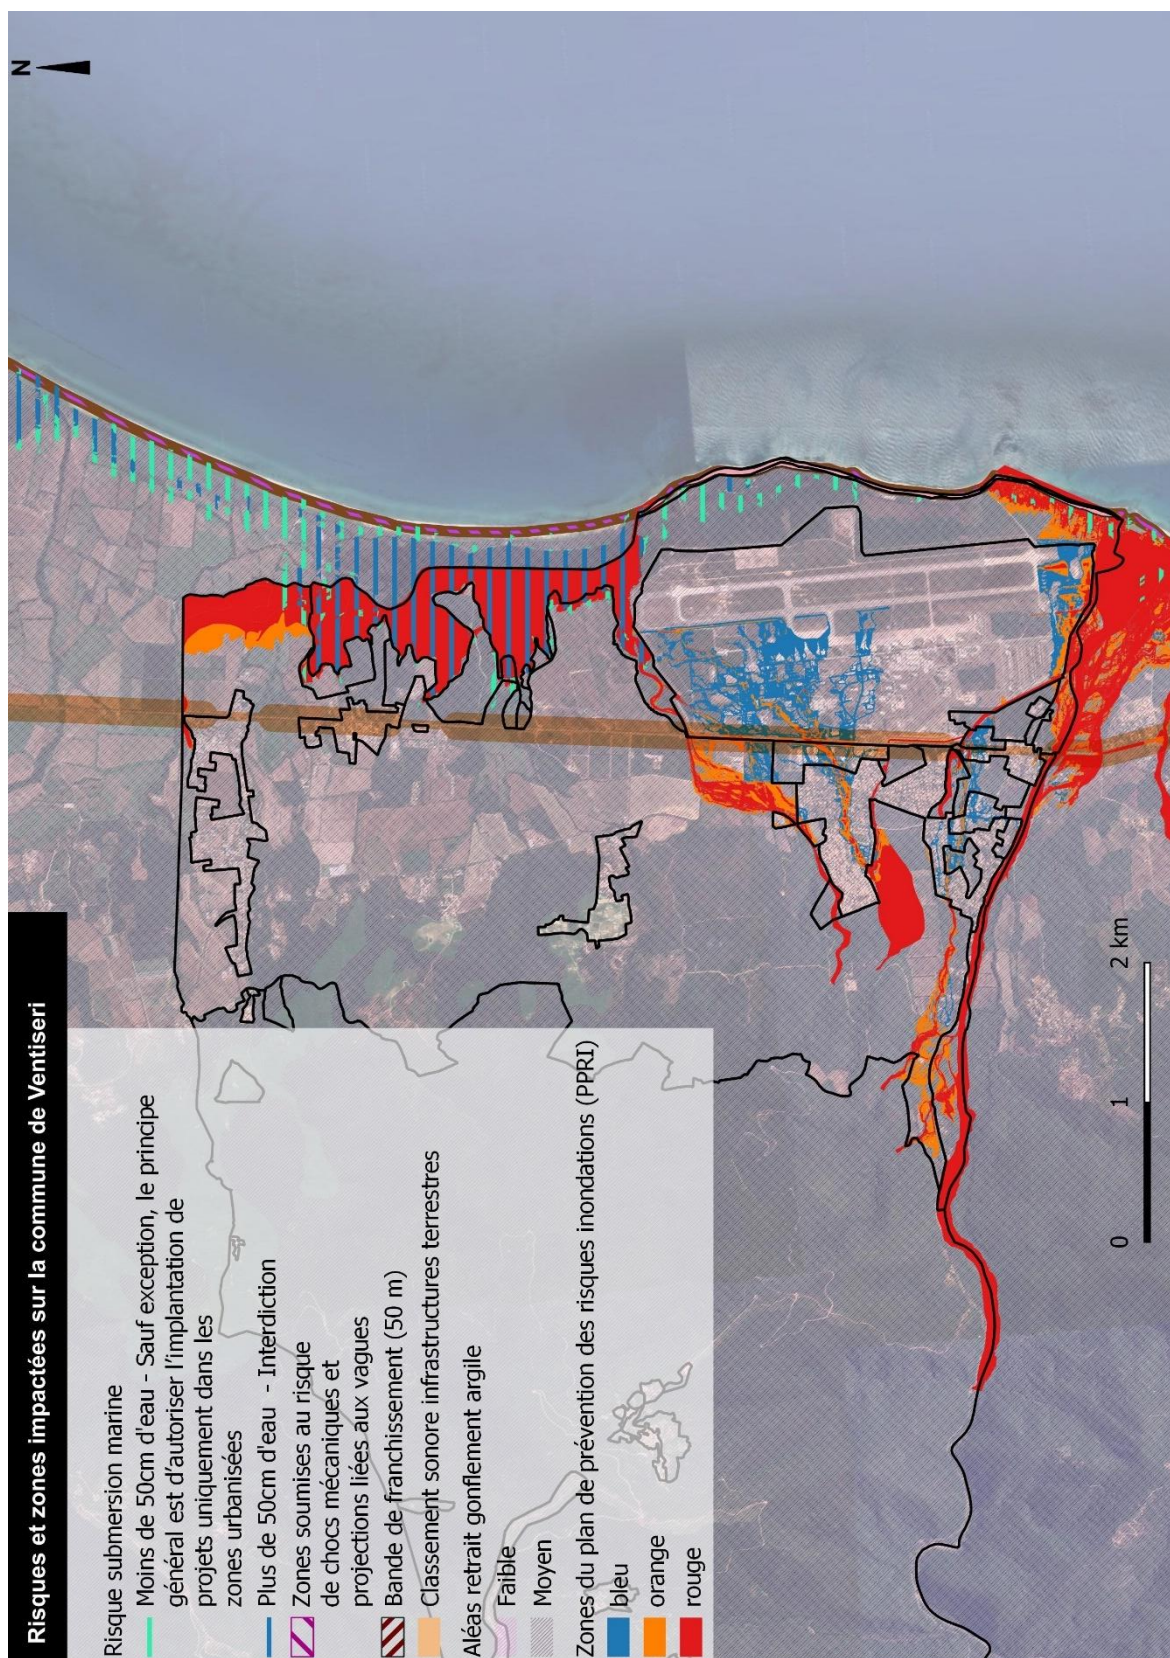 Risques et zones impactées sur la commune de Ventiseri
N
Risque submersion marine
Moins de 50cm d'eau - Sauf exception, le principe
général est d'autoriser l'implantation de
projets uniquement dans les
zones urbanisées
Plus de 50cm d'eau - Interdiction
Zones soumises au risque
de chocs mécaniques et
projections liées aux vagues
Bande de franchissement (50 m)
Classement sonore infrastructures terrestres
Aléas retrait gonflement argile
Faible
Moyen
Zones du plan de prévention des risques inondations (PPRI)
bleu
orange
rouge
0 1 2 km